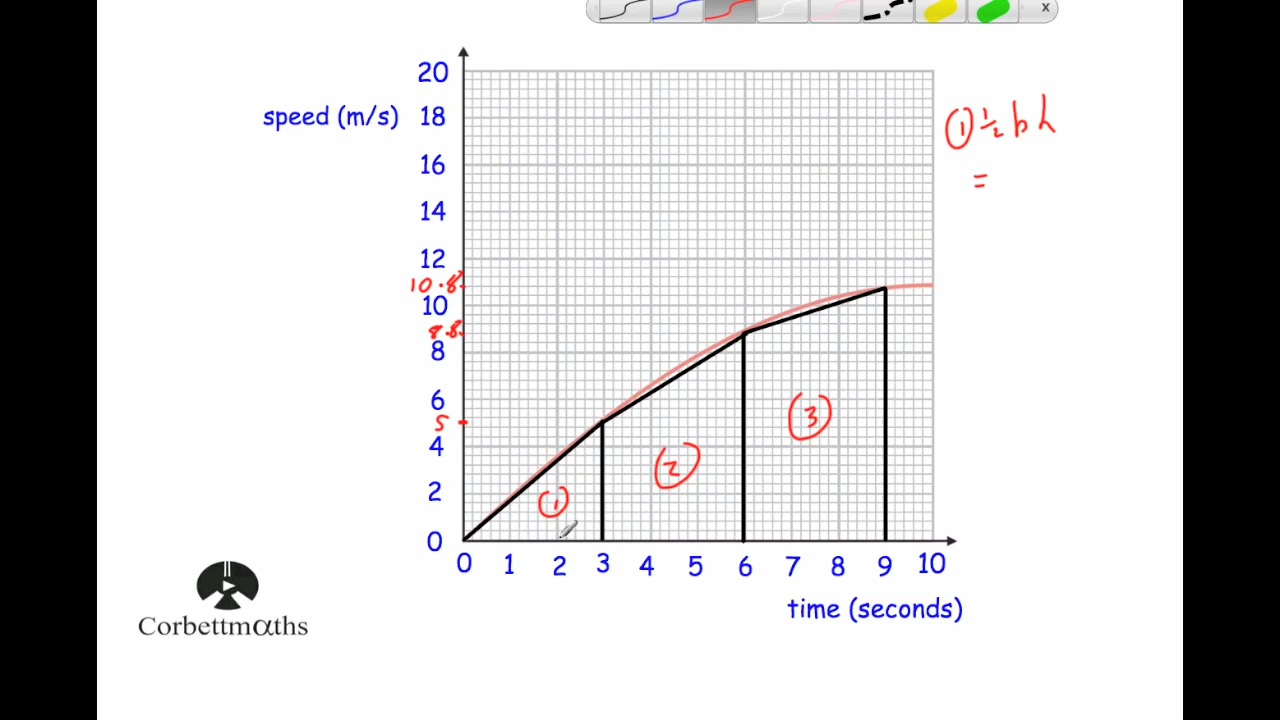 x
20
speed (m/s) 18
16
14
12
10.8
10
8.8
8
6
5
4
2
0
0 1 2 3 4 5 6 7 8 9 10
time (seconds)
① ½ b h
=
①
②
③
Corbettmαths